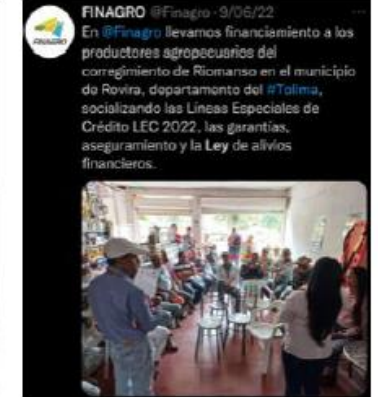 FINAGRO @Finagro · 9/06/22
En @Finagro llevamos financiamiento a los
productores agropecuarios del
corregimiento de Riomanso en el municipio
de Rovira, departamento del #Tolima,
socializando las Líneas Especiales de
Crédito LEC 2022, las garantías,
aseguramiento y la Ley de alivios
financieros.
FINAGRO